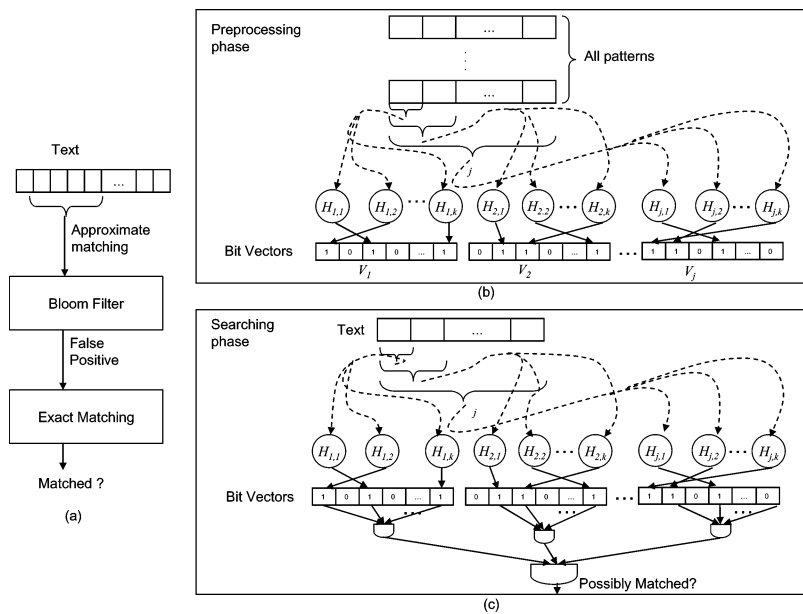 Text
...
Approximate
matching
Bloom Filter
False
Positive
Exact Matching
Matched ?
(a)
Preprocessing
phase
...
...
All patterns
j
H1,1 H1,2 ... H1,k H2,1 H2.2 ... H2,k Hj,1 Hj,2 ... Hj,k
Bit Vectors 1 0 1 0 ... 1 0 1 1 0 ... 1 ... 1 1 0 1 ... 0
V1 V2 Vj
(b)
Searching
phase
Text
...
j
H1,1 H1,2 H1,k H2,1 H2.2 ... H2,k Hj,1 Hj,2 ... Hj,k
Bit Vectors 1 0 1 0 ... 1 0 1 1 0 ... 1 ... 1 1 0 1 ... 0
... ... ...
Possibly Matched?
(c)